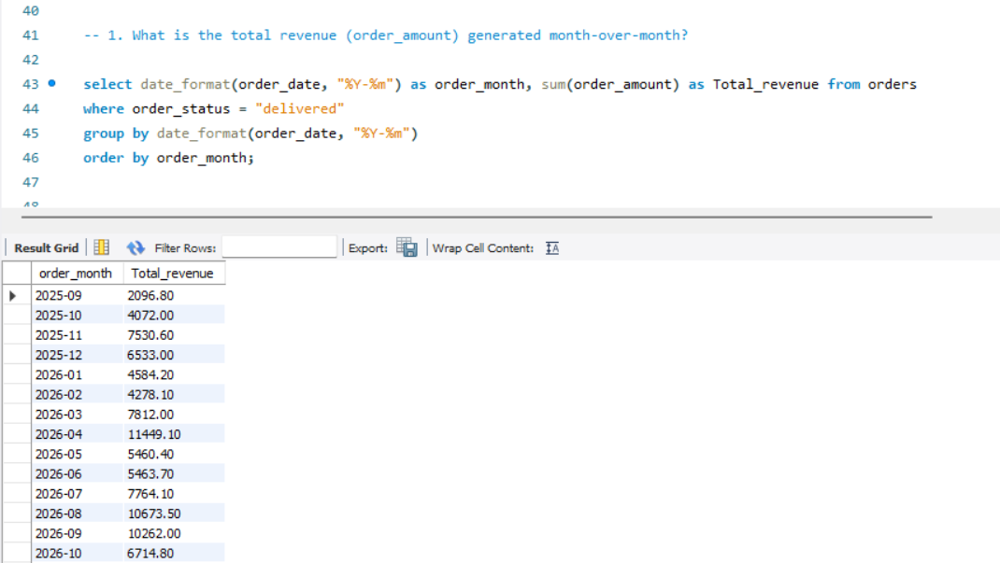 40
41 -- 1. What is the total revenue (order_amount) generated month-over-month?
42
43 select date_format(order_date, "%Y-%m") as order_month, sum(order_amount) as Total_revenue from orders
44 where order_status = "delivered"
45 group by date_format(order_date, "%Y-%m")
46 order by order_month;
47
48
Result Grid Filter Rows: Export: Wrap Cell Content: IA
order_month Total_revenue
2025-09 2096.80
2025-10 4072.00
2025-11 7530.60
2025-12 6533.00
2026-01 4584.20
2026-02 4278.10
2026-03 7812.00
2026-04 11449.10
2026-05 5460.40
2026-06 5463.70
2026-07 7764.10
2026-08 10673.50
2026-09 10262.00
2026-10 6714.80